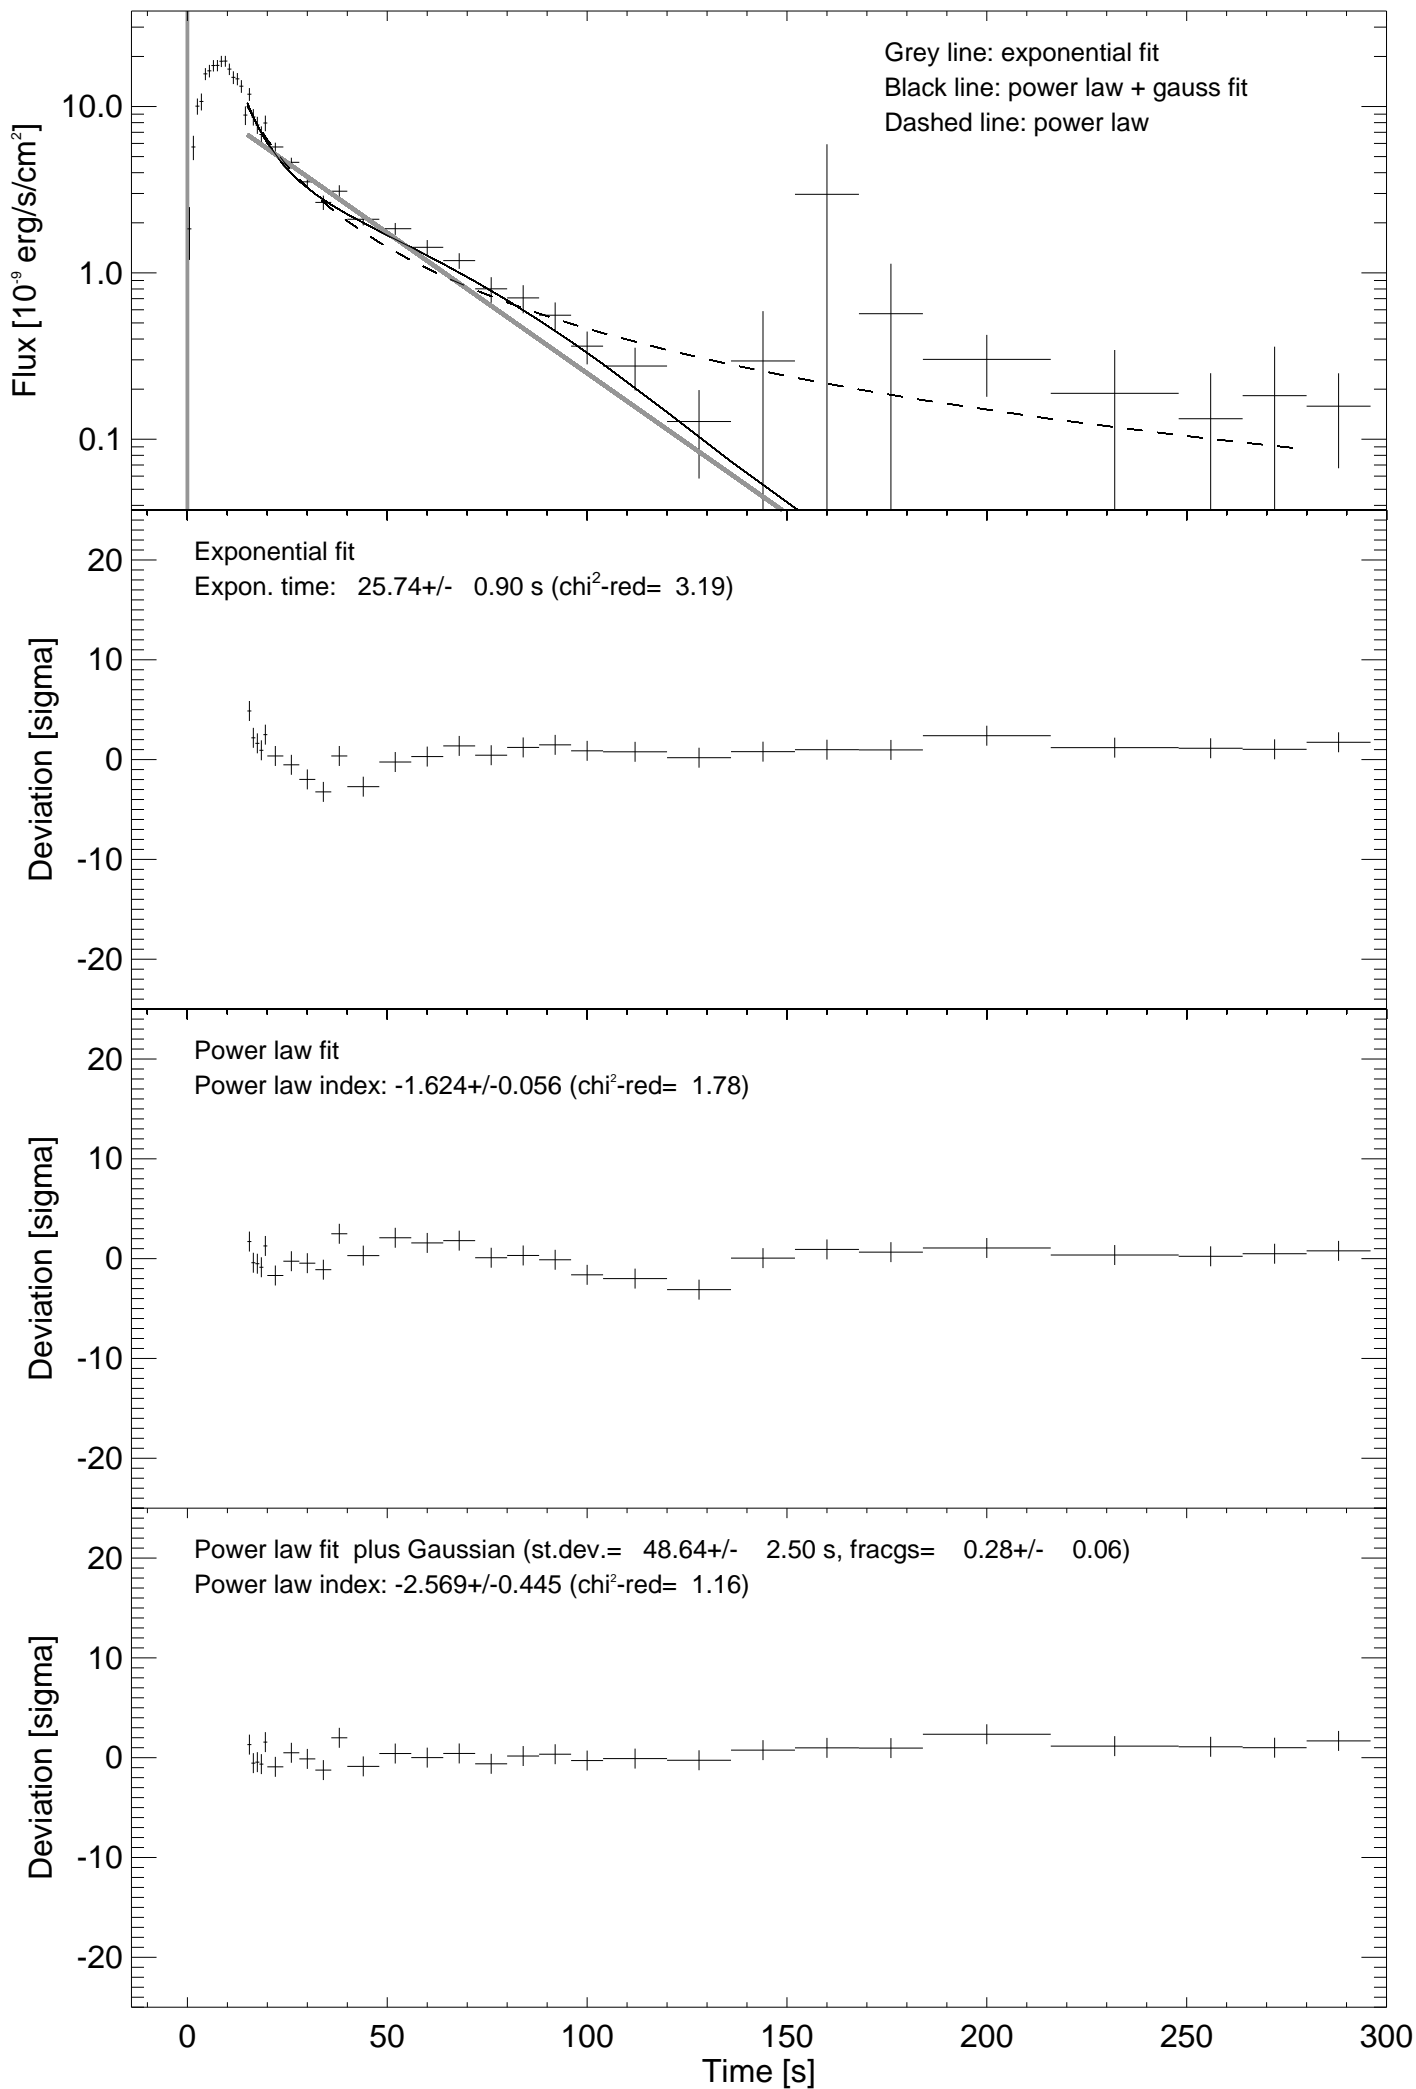 Grey line: exponential fit
Black line: power law + gauss fit
Dashed line: power law
Flux [10⁻⁹ erg/s/cm²]
10.0
1.0
0.1
Exponential fit
Expon. time: 25.74+/- 0.90 s (chi²-red= 3.19)
Deviation [sigma]
20
10
0
-10
-20
Power law fit
Power law index: -1.624+/-0.056 (chi²-red= 1.78)
Deviation [sigma]
20
10
0
-10
-20
Power law fit plus Gaussian (st.dev.= 48.64+/- 2.50 s, fracgs= 0.28+/- 0.06)
Power law index: -2.569+/-0.445 (chi²-red= 1.16)
Deviation [sigma]
20
10
0
-10
-20
0 50 100 150 200 250 300
Time [s]